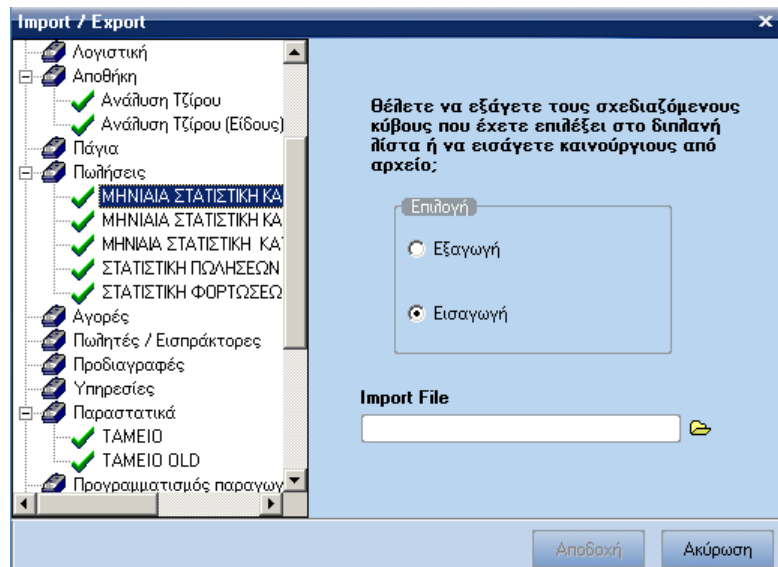 Import / Export
Λογιστική
Αποθήκη
Ανάλυση Τζίρου
Ανάλυση Τζίρου (Είδους)
Πάγια
Πωλήσεις
ΜΗΝΙΑΙΑ ΣΤΑΤΙΣΤΙΚΗ ΚΑ
ΜΗΝΙΑΙΑ ΣΤΑΤΙΣΤΙΚΗ ΚΑ
ΜΗΝΙΑΙΑ ΣΤΑΤΙΣΤΙΚΗ ΚΑΤ
ΣΤΑΤΙΣΤΙΚΗ ΠΩΛΗΣΕΩΝ
ΣΤΑΤΙΣΤΙΚΗ ΦΟΡΤΩΣΕΩ
Αγορές
Πωλητές / Εισπράκτορες
Προδιαγραφές
Υπηρεσίες
Παραστατικά
ΤΑΜΕΙΟ
ΤΑΜΕΙΟ OLD
Προγραμματισμός παραγωγ
Θέλετε να εξάγετε τους σχεδιαζόμενους
κύβους που έχετε επιλέξει στο διπλανή
λίστα ή να εισάγετε καινούργιους από
αρχείο;
Επιλογή
Εξαγωγή
Εισαγωγή
Import File
Αποδοχή
Ακύρωση